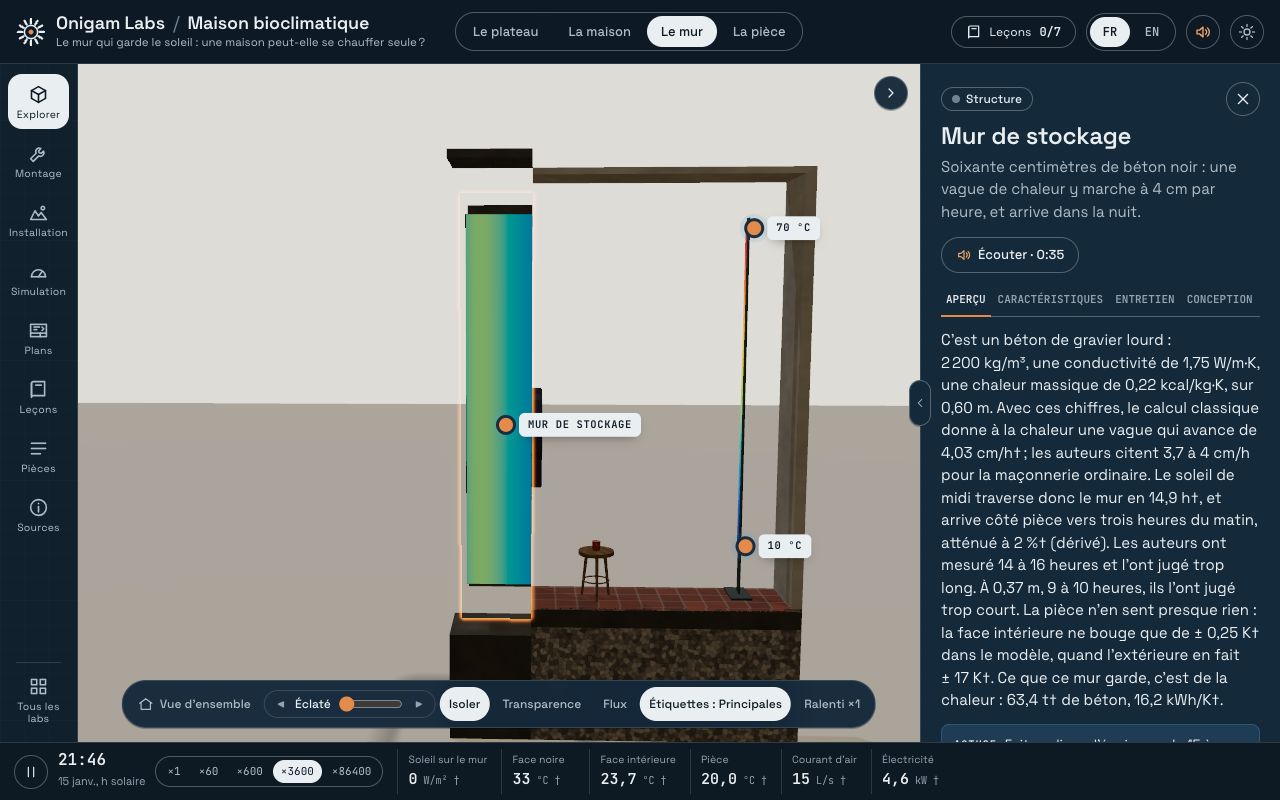 Origam Labs / Maison bioclimatique
Le mur qui garde le soleil : une maison peut-elle se chauffer seule ?
Le plateau
La maison
Le mur
La pièce
Leçons 0/7
FR
EN
Explorer
Montage
Installation
Simulation
Plans
Leçons
Pièces
Sources
Tous les
labs
70 °C
MUR DE STOCKAGE
10 °C
Vue d'ensemble
Éclaté
Isoler
Transparence
Flux
Étiquettes : Principales
Ralenti ×1
Structure
Mur de stockage
Soixante centimètres de béton noir : une
vague de chaleur y marche à 4 cm par
heure, et arrive dans la nuit.
Écouter · 0:35
APERÇU
CARACTÉRISTIQUES
ENTRETIEN
CONCEPTION
C'est un béton de gravier lourd :
2 200 kg/m³, une conductivité de 1,75 W/m·K,
une chaleur massique de 0,22 kcal/kg·K, sur
0,60 m. Avec ces chiffres, le calcul classique
donne à la chaleur une vague qui avance de
4,03 cm/h† ; les auteurs citent 3,7 à 4 cm/h
pour la maçonnerie ordinaire. Le soleil de
midi traverse donc le mur en 14,9 h†, et
arrive côté pièce vers trois heures du matin,
atténué à 2 %† (dérivé). Les auteurs ont
mesuré 14 à 16 heures et l'ont jugé trop
long. À 0,37 m, 9 à 10 heures, ils l'ont jugé
trop court. La pièce n'en sent presque rien :
la face intérieure ne bouge que de ± 0,25 K†
dans le modèle, quand l'extérieure en fait
± 17 K†. Ce que ce mur garde, c'est de la
chaleur : 63,4 t† de béton, 16,2 kWh/K†.
21:46
15 janv., h solaire
×1
×60
×600
×3600
×86400
Soleil sur le mur
0 W/m² †
Face noire
33 °C †
Face intérieure
23,7 °C †
Pièce
20,0 °C †
Courant d'air
15 L/s †
Électricité
4,6 kW †